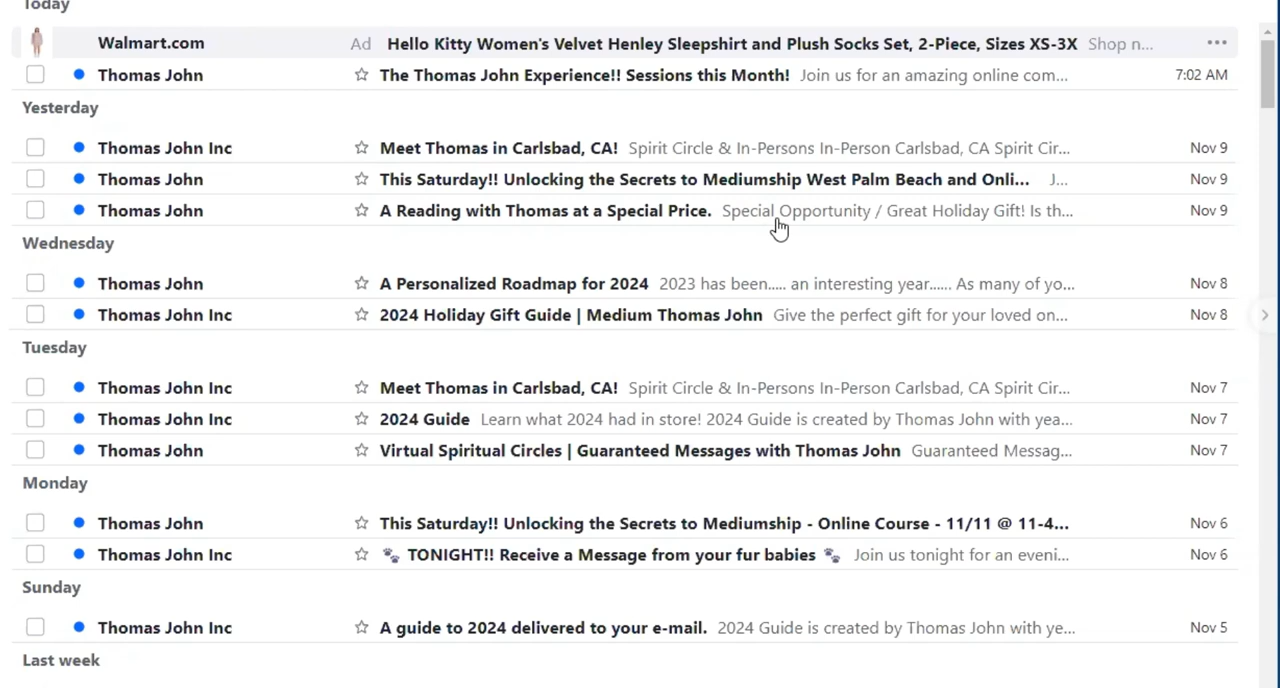 Today
Walmart.com Ad Hello Kitty Women's Velvet Henley Sleepshirt and Plush Socks Set, 2-Piece, Sizes XS-3X Shop n...
Thomas John The Thomas John Experience!! Sessions this Month! Join us for an amazing online com... 7:02 AM
Yesterday
Thomas John Inc Meet Thomas in Carlsbad, CA! Spirit Circle & In-Persons In-Person Carlsbad, CA Spirit Cir... Nov 9
Thomas John This Saturday!! Unlocking the Secrets to Mediumship West Palm Beach and Onli... J... Nov 9
Thomas John A Reading with Thomas at a Special Price. Special Opportunity / Great Holiday Gift! Is th... Nov 9
Wednesday
Thomas John A Personalized Roadmap for 2024 2023 has been..... an interesting year...... As many of yo... Nov 8
Thomas John Inc 2024 Holiday Gift Guide | Medium Thomas John Give the perfect gift for your loved on... Nov 8
Tuesday
Thomas John Inc Meet Thomas in Carlsbad, CA! Spirit Circle & In-Persons In-Person Carlsbad, CA Spirit Cir... Nov 7
Thomas John Inc 2024 Guide Learn what 2024 had in store! 2024 Guide is created by Thomas John with yea... Nov 7
Thomas John Virtual Spiritual Circles | Guaranteed Messages with Thomas John Guaranteed Messag... Nov 7
Monday
Thomas John This Saturday!! Unlocking the Secrets to Mediumship - Online Course - 11/11 @ 11-4... Nov 6
Thomas John Inc 🐾 TONIGHT!! Receive a Message from your fur babies 🐾 Join us tonight for an eveni... Nov 6
Sunday
Thomas John Inc A guide to 2024 delivered to your e-mail. 2024 Guide is created by Thomas John with ye... Nov 5
Last week